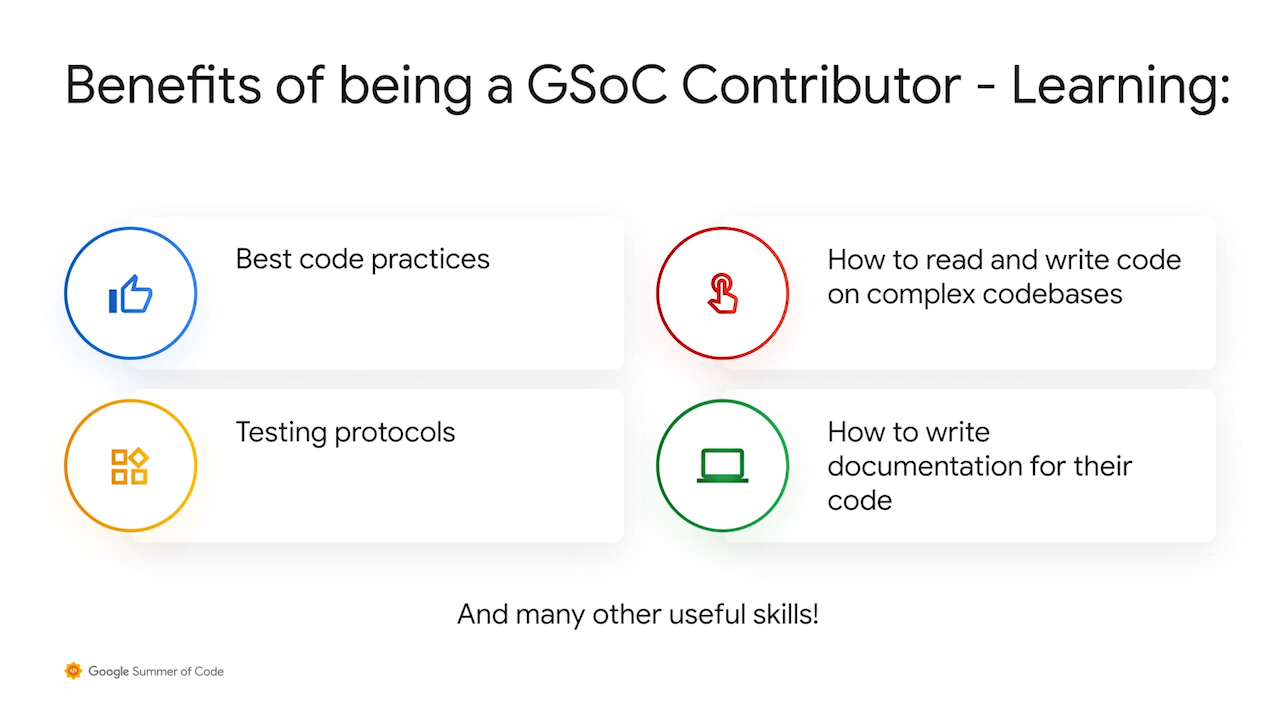 Benefits of being a GSoC Contributor - Learning:
Best code practices
How to read and write code
on complex codebases
Testing protocols
How to write
documentation for their
code
And many other useful skills!
Google Summer of Code